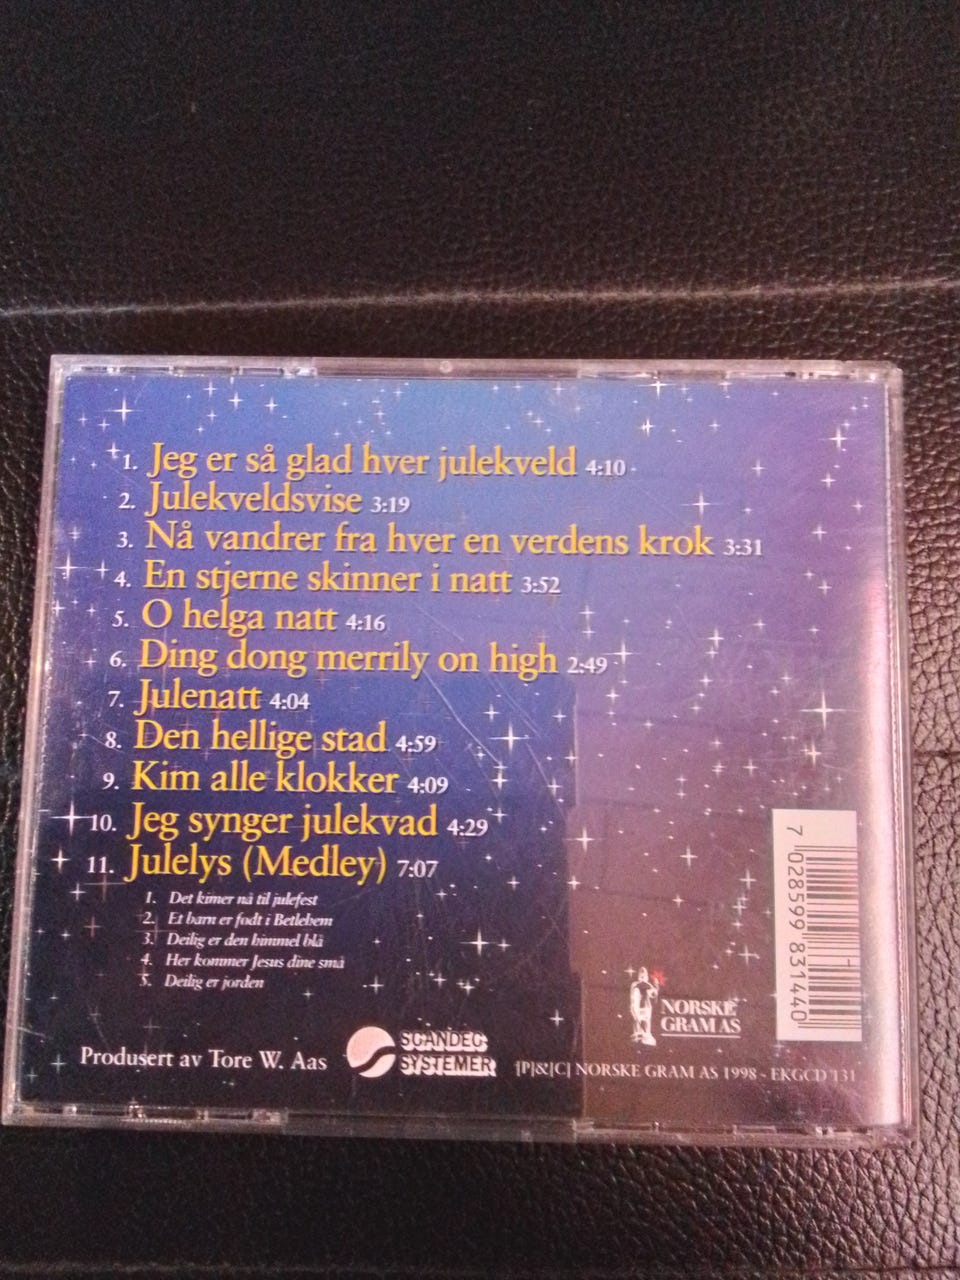 1. Jeg er så glad hver julekveld 4:10
2. Julekveldsvise 3:19
3. Nå vandrer fra hver en verdens krok 3:31
4. En stjerne skinner i natt 3:52
5. O helga natt 4:16
6. Ding dong merrily on high 2:49
7. Julenatt 4:04
8. Den hellige stad 4:59
9. Kim alle klokker 4:09
10. Jeg synger julekvad 4:29
11. Julelys (Medley) 7:07
1. Det kimer nå til julefest
2. Et barn er født i Betlehem
3. Deilig er den himmel blå
4. Her kommer Jesus dine små
5. Deilig er jorden
Produsert av Tore W. Aas
SCANDEC
SYSTEMER
NORSKE
GRAM AS
[P]&[C] NORSKE GRAM AS 1998 - EKGCD 131
7 028599 831440